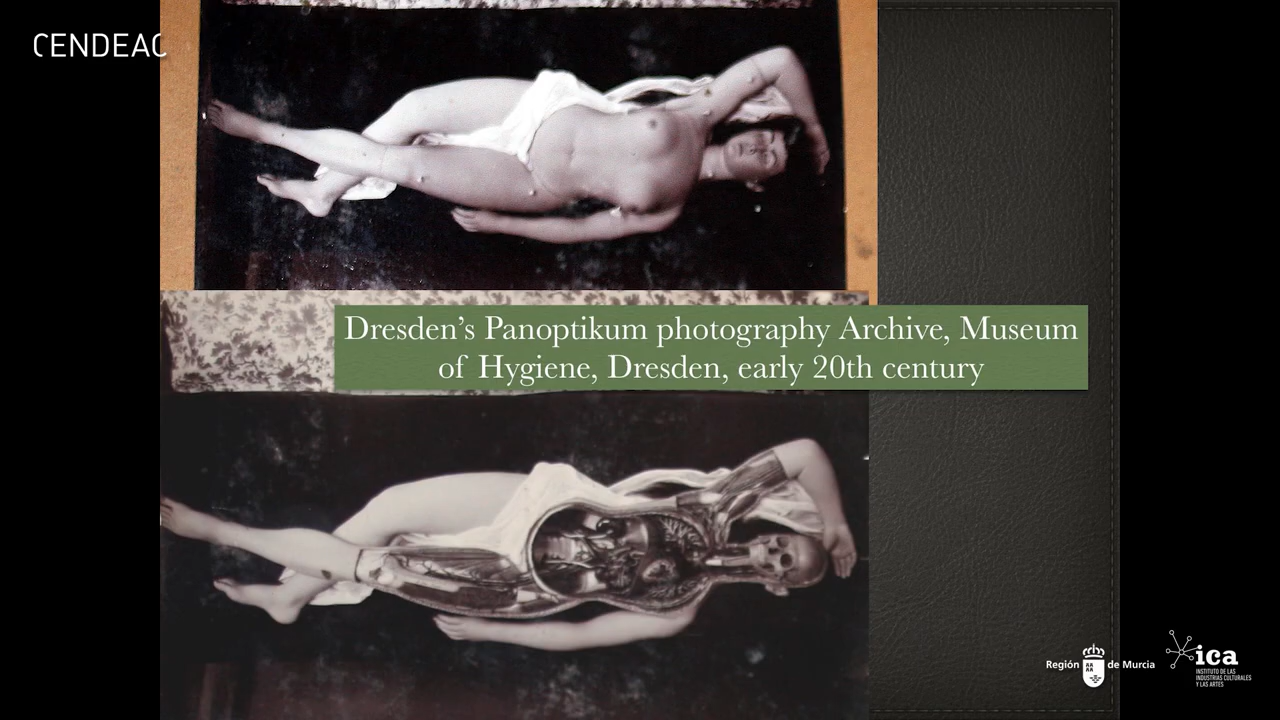 CENDEAC
Dresden’s Panoptikum photography Archive, Museum
of Hygiene, Dresden, early 20th century
Región de Murcia
ica
INSTITUTO DE LAS
INDUSTRIAS CULTURALES
Y LAS ARTES